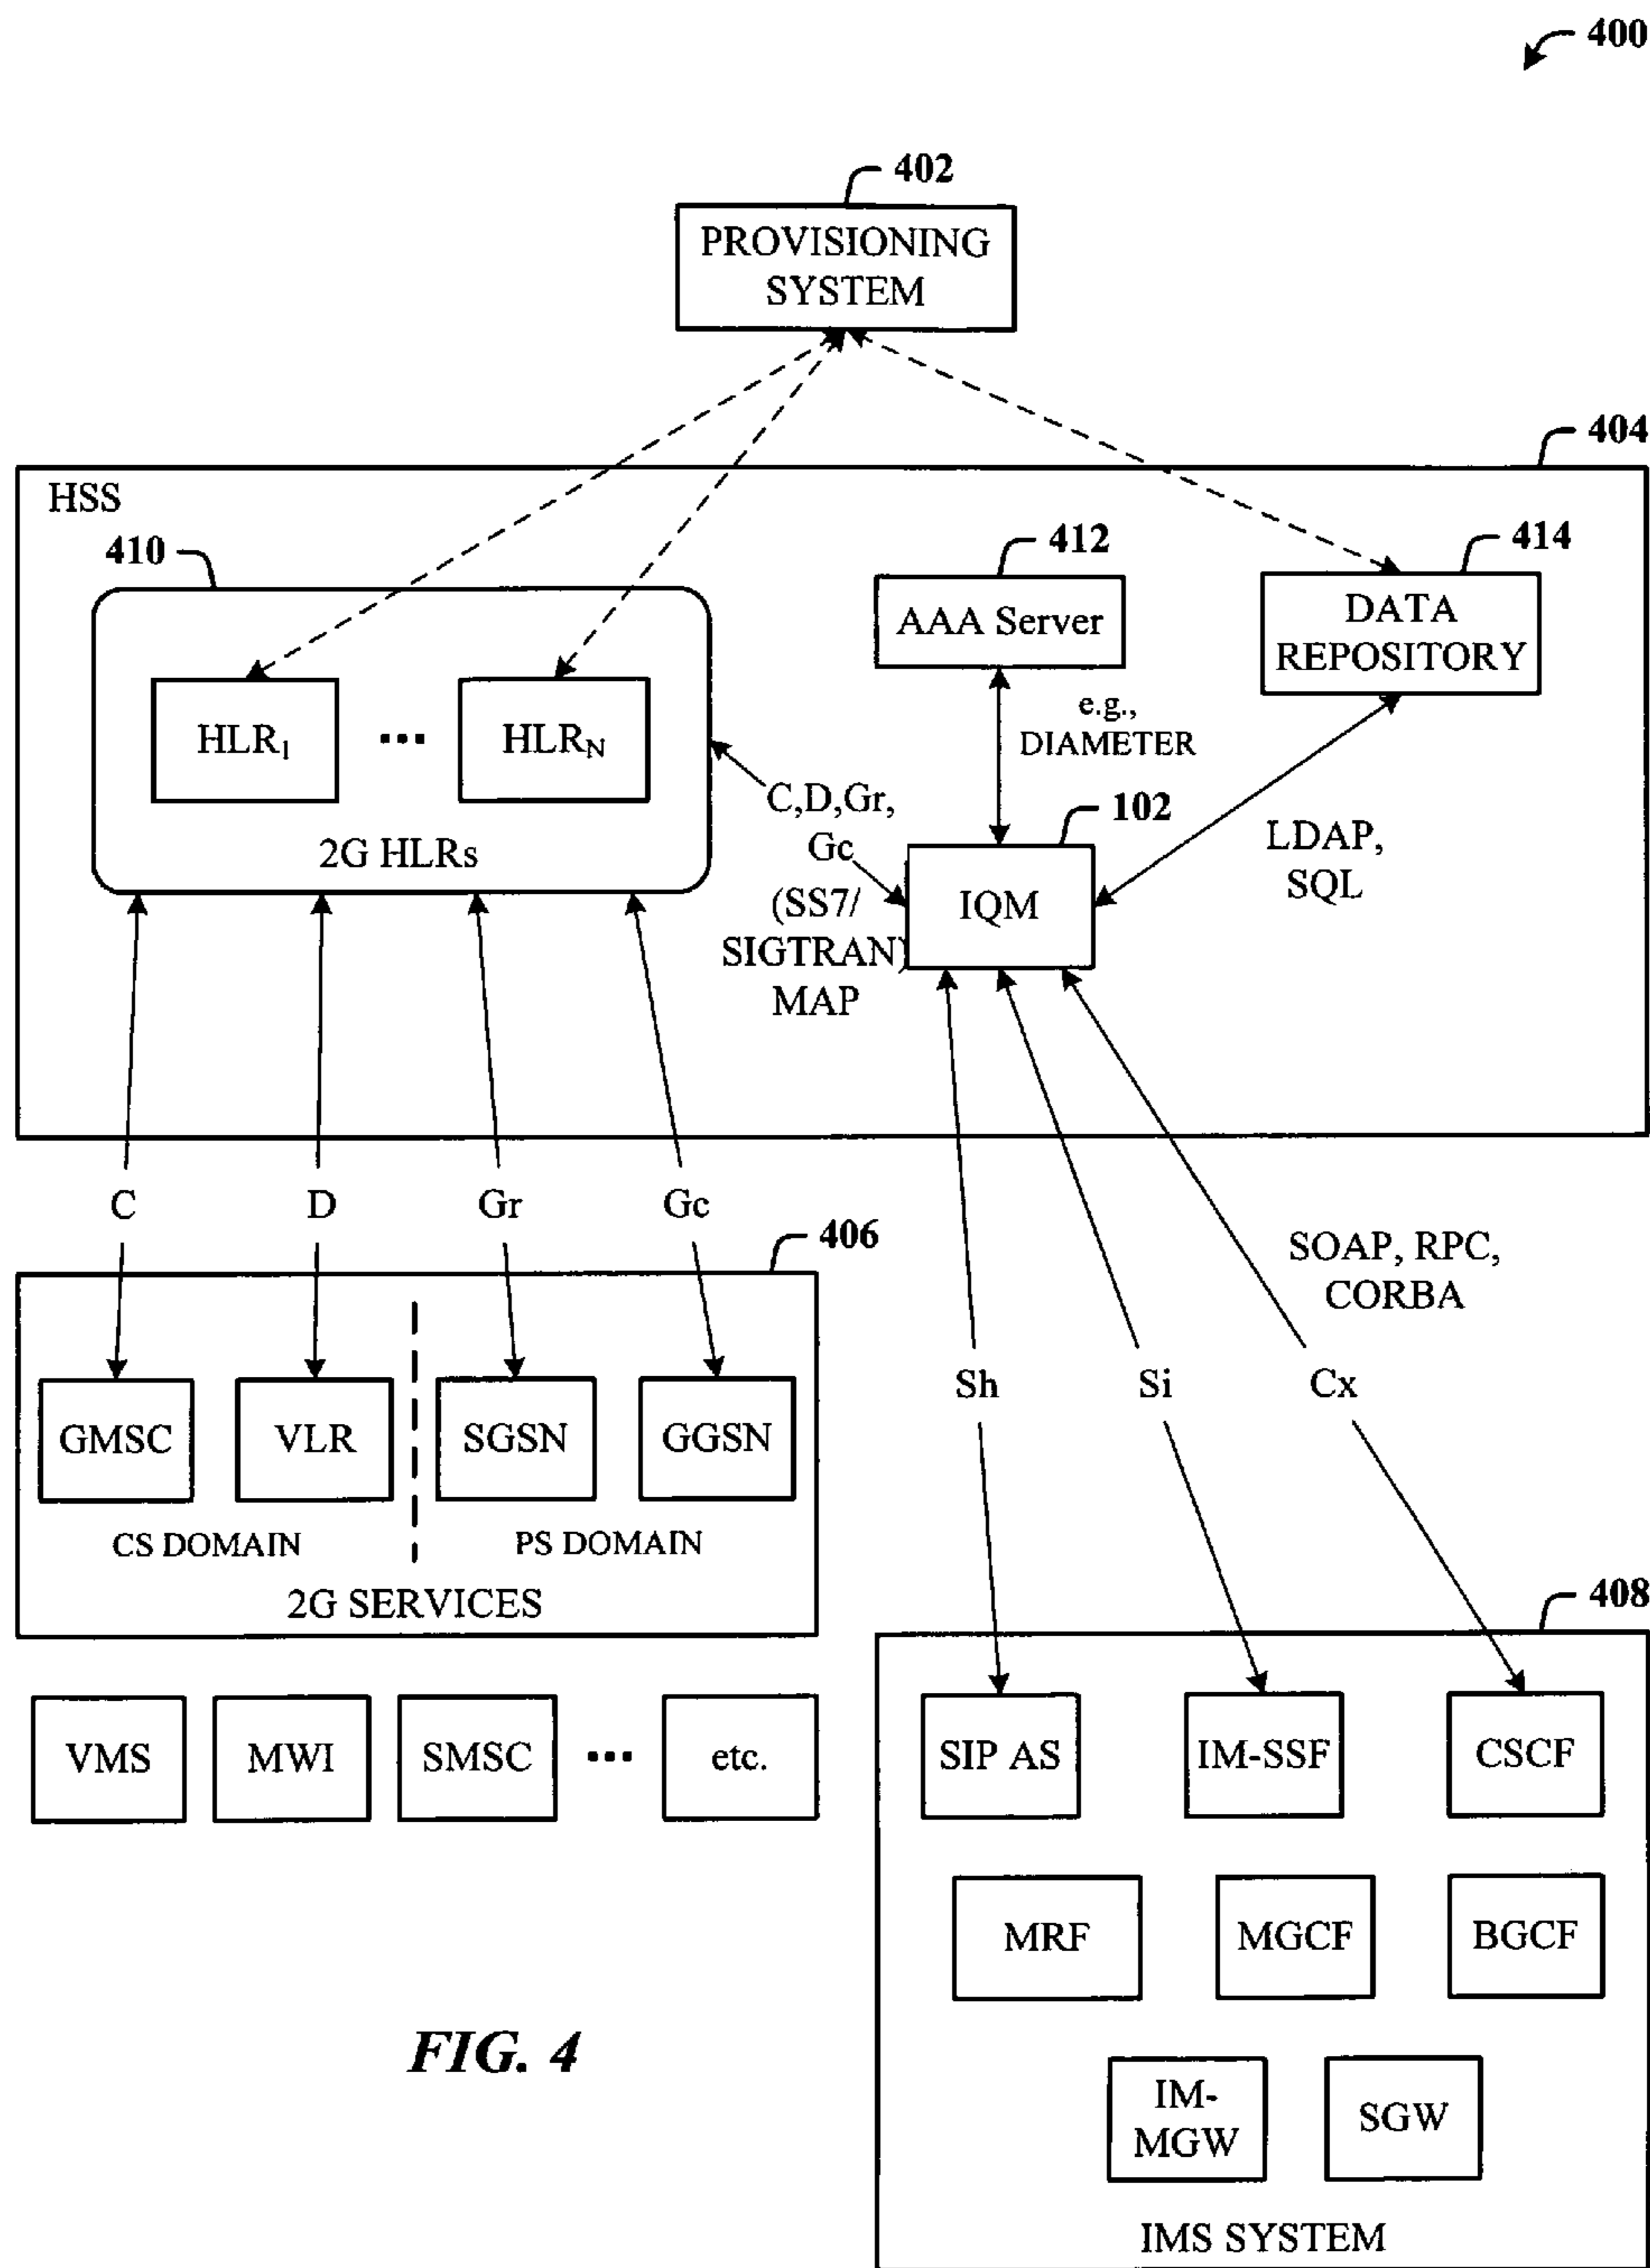 400
402
PROVISIONING
SYSTEM
404
HSS
410
412
414
AAA Server
DATA
REPOSITORY
HLR1
...
HLRN
2G HLRs
e.g.,
DIAMETER
C,D,Gr,
Gc
(SS7/
SIGTRAN)
MAP
102
IQM
LDAP,
SQL
C
D
Gr
Gc
406
SOAP, RPC,
CORBA
GMSC
VLR
SGSN
GGSN
CS DOMAIN
PS DOMAIN
2G SERVICES
Sh
Si
Cx
408
VMS
MWI
SMSC
...
etc.
SIP AS
IM-SSF
CSCF
MRF
MGCF
BGCF
IM-
MGW
SGW
IMS SYSTEM
FIG. 4